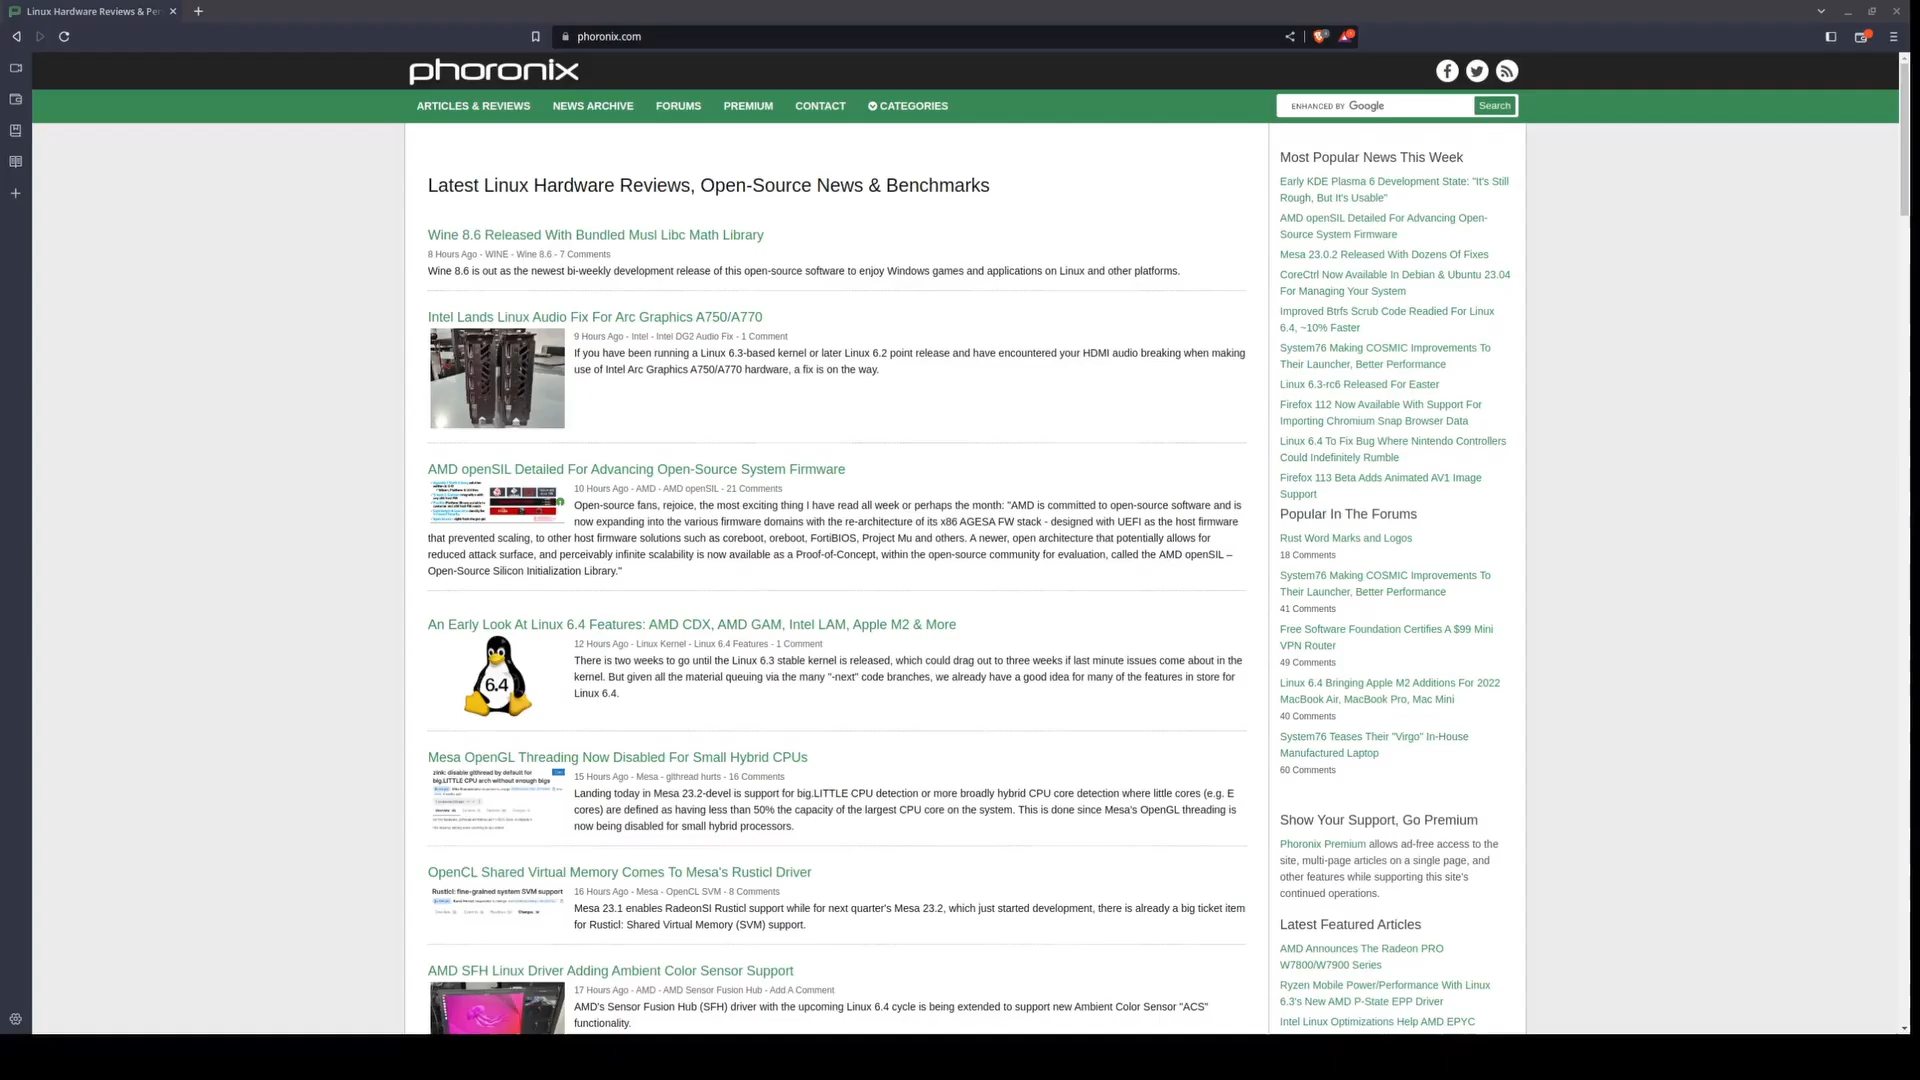 Linux Hardware Reviews & Per
phoronix.com
phoronix
ARTICLES & REVIEWS NEWS ARCHIVE FORUMS PREMIUM CONTACT CATEGORIES
ENHANCED BY Google Search
Latest Linux Hardware Reviews, Open-Source News & Benchmarks
Wine 8.6 Released With Bundled Musl Libc Math Library
8 Hours Ago - WINE - Wine 8.6 - 7 Comments
Wine 8.6 is out as the newest bi-weekly development release of this open-source software to enjoy Windows games and applications on Linux and other platforms.
Intel Lands Linux Audio Fix For Arc Graphics A750/A770
9 Hours Ago - Intel - Intel DG2 Audio Fix - 1 Comment
If you have been running a Linux 6.3-based kernel or later Linux 6.2 point release and have encountered your HDMI audio breaking when making
use of Intel Arc Graphics A750/A770 hardware, a fix is on the way.
AMD openSIL Detailed For Advancing Open-Source System Firmware
10 Hours Ago - AMD - AMD openSIL - 21 Comments
Open-source fans, rejoice, the most exciting thing I have read all week or perhaps the month: "AMD is committed to open-source software and is
now expanding into the various firmware domains with the re-architecture of its x86 AGESA FW stack - designed with UEFI as the host firmware
that prevented scaling, to other host firmware solutions such as coreboot, oreboot, FortiBIOS, Project Mu and others. A newer, open architecture that potentially allows for
reduced attack surface, and perceivably infinite scalability is now available as a Proof-of-Concept, within the open-source community for evaluation, called the AMD openSIL –
Open-Source Silicon Initialization Library."
An Early Look At Linux 6.4 Features: AMD CDX, AMD GAM, Intel LAM, Apple M2 & More
12 Hours Ago - Linux Kernel - Linux 6.4 Features - 1 Comment
There is two weeks to go until the Linux 6.3 stable kernel is released, which could drag out to three weeks if last minute issues come about in the
kernel. But given all the material queuing via the many "-next" code branches, we already have a good idea for many of the features in store for
Linux 6.4.
6.4
Mesa OpenGL Threading Now Disabled For Small Hybrid CPUs
zink: disable glthread by default for
big.LITTLE CPU arch without enough bigs
15 Hours Ago - Mesa - glthread hurts - 16 Comments
Landing today in Mesa 23.2-devel is support for big.LITTLE CPU detection or more broadly hybrid CPU core detection where little cores (e.g. E
cores) are defined as having less than 50% the capacity of the largest CPU core on the system. This is done since Mesa's OpenGL threading is
now being disabled for small hybrid processors.
OpenCL Shared Virtual Memory Comes To Mesa's Rusticl Driver
Rusticl: fine-grained system SVM support
16 Hours Ago - Mesa - OpenCL SVM - 8 Comments
Mesa 23.1 enables RadeonSI Rusticl support while for next quarter's Mesa 23.2, which just started development, there is already a big ticket item
for Rusticl: Shared Virtual Memory (SVM) support.
AMD SFH Linux Driver Adding Ambient Color Sensor Support
17 Hours Ago - AMD - AMD Sensor Fusion Hub - Add A Comment
AMD's Sensor Fusion Hub (SFH) driver with the upcoming Linux 6.4 cycle is being extended to support new Ambient Color Sensor "ACS"
functionality.
Most Popular News This Week
Early KDE Plasma 6 Development State: "It's Still
Rough, But It's Usable"
AMD openSIL Detailed For Advancing Open-
Source System Firmware
Mesa 23.0.2 Released With Dozens Of Fixes
CoreCtrl Now Available In Debian & Ubuntu 23.04
For Managing Your System
Improved Btrfs Scrub Code Readied For Linux
6.4, ~10% Faster
System76 Making COSMIC Improvements To
Their Launcher, Better Performance
Linux 6.3-rc6 Released For Easter
Firefox 112 Now Available With Support For
Importing Chromium Snap Browser Data
Linux 6.4 To Fix Bug Where Nintendo Controllers
Could Indefinitely Rumble
Firefox 113 Beta Adds Animated AV1 Image
Support
Popular In The Forums
Rust Word Marks and Logos
18 Comments
System76 Making COSMIC Improvements To
Their Launcher, Better Performance
41 Comments
Free Software Foundation Certifies A $99 Mini
VPN Router
49 Comments
Linux 6.4 Bringing Apple M2 Additions For 2022
MacBook Air, MacBook Pro, Mac Mini
40 Comments
System76 Teases Their "Virgo" In-House
Manufactured Laptop
60 Comments
Show Your Support, Go Premium
Phoronix Premium allows ad-free access to the
site, multi-page articles on a single page, and
other features while supporting this site's
continued operations.
Latest Featured Articles
AMD Announces The Radeon PRO
W7800/W7900 Series
Ryzen Mobile Power/Performance With Linux
6.3's New AMD P-State EPP Driver
Intel Linux Optimizations Help AMD EPYC